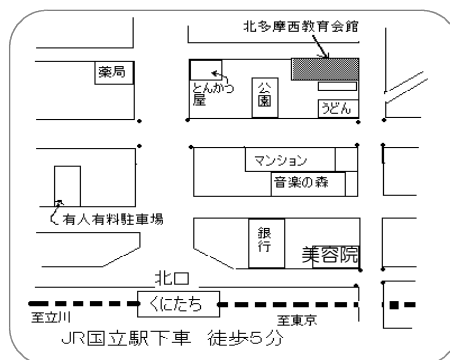 北多摩西教育会館
薬局
とんかつ屋
公園
うどん
マンション
音楽の森
有人有料駐車場
銀行
美容院
北口
くにたち
至立川
至東京
JR国立駅下車 徒歩5分